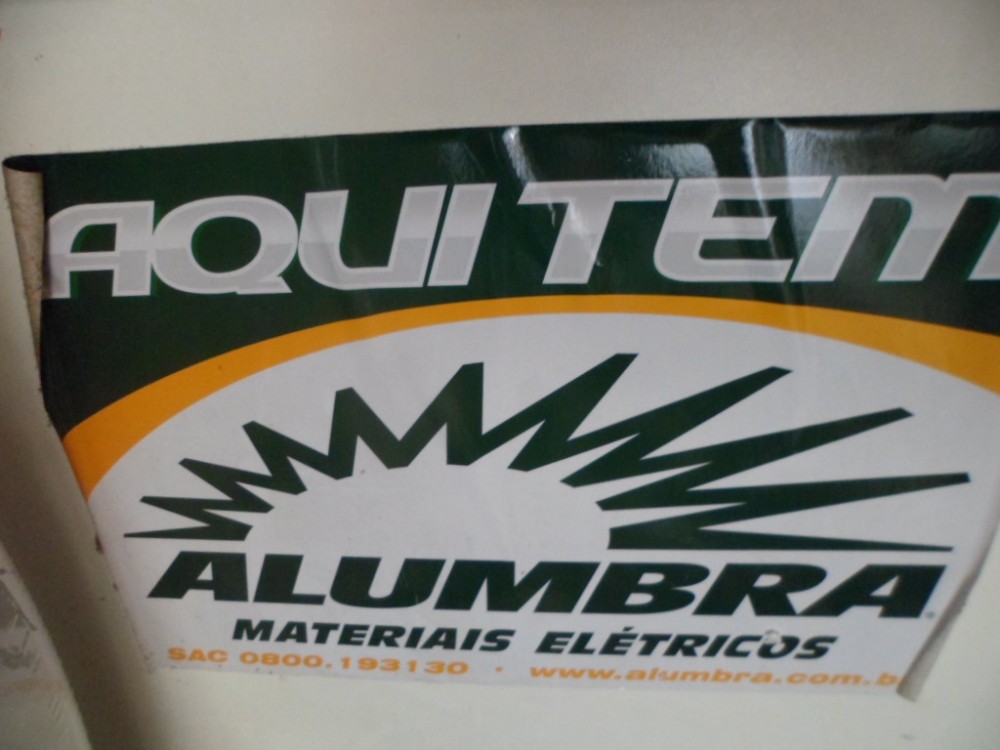 AQUI TEM
ALUMBRA
MATERIAIS ELÉTRICOS
SAC 0800.193130 · www.alumbra.com.b